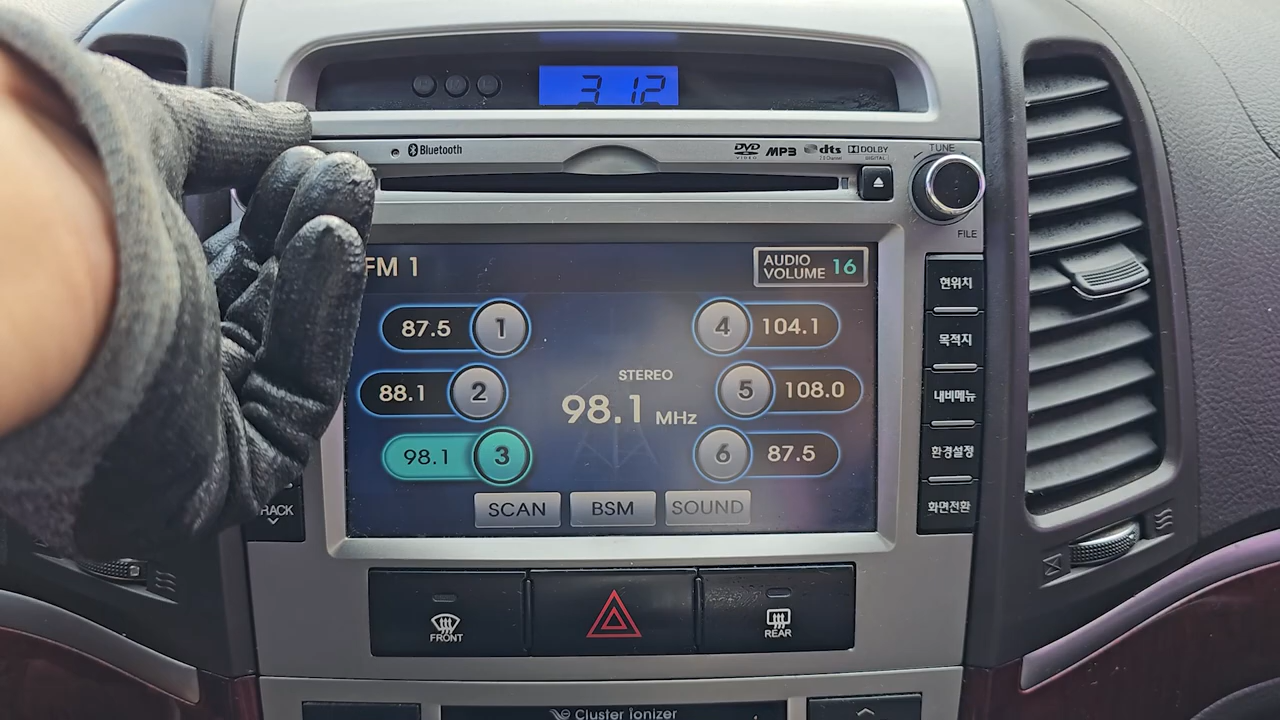 3 12
Bluetooth
DVD VIDEO MP3 dts DOLBY DIGITAL
TUNE
FILE
FM 1
AUDIO VOLUME 16
87.5 1
4 104.1
88.1 2
5 108.0
98.1 3
6 87.5
STEREO
98.1 MHz
SCAN BSM SOUND
현위치
목적지
내비메뉴
환경설정
화면전환
RACK
FRONT
REAR
Cluster Ionizer